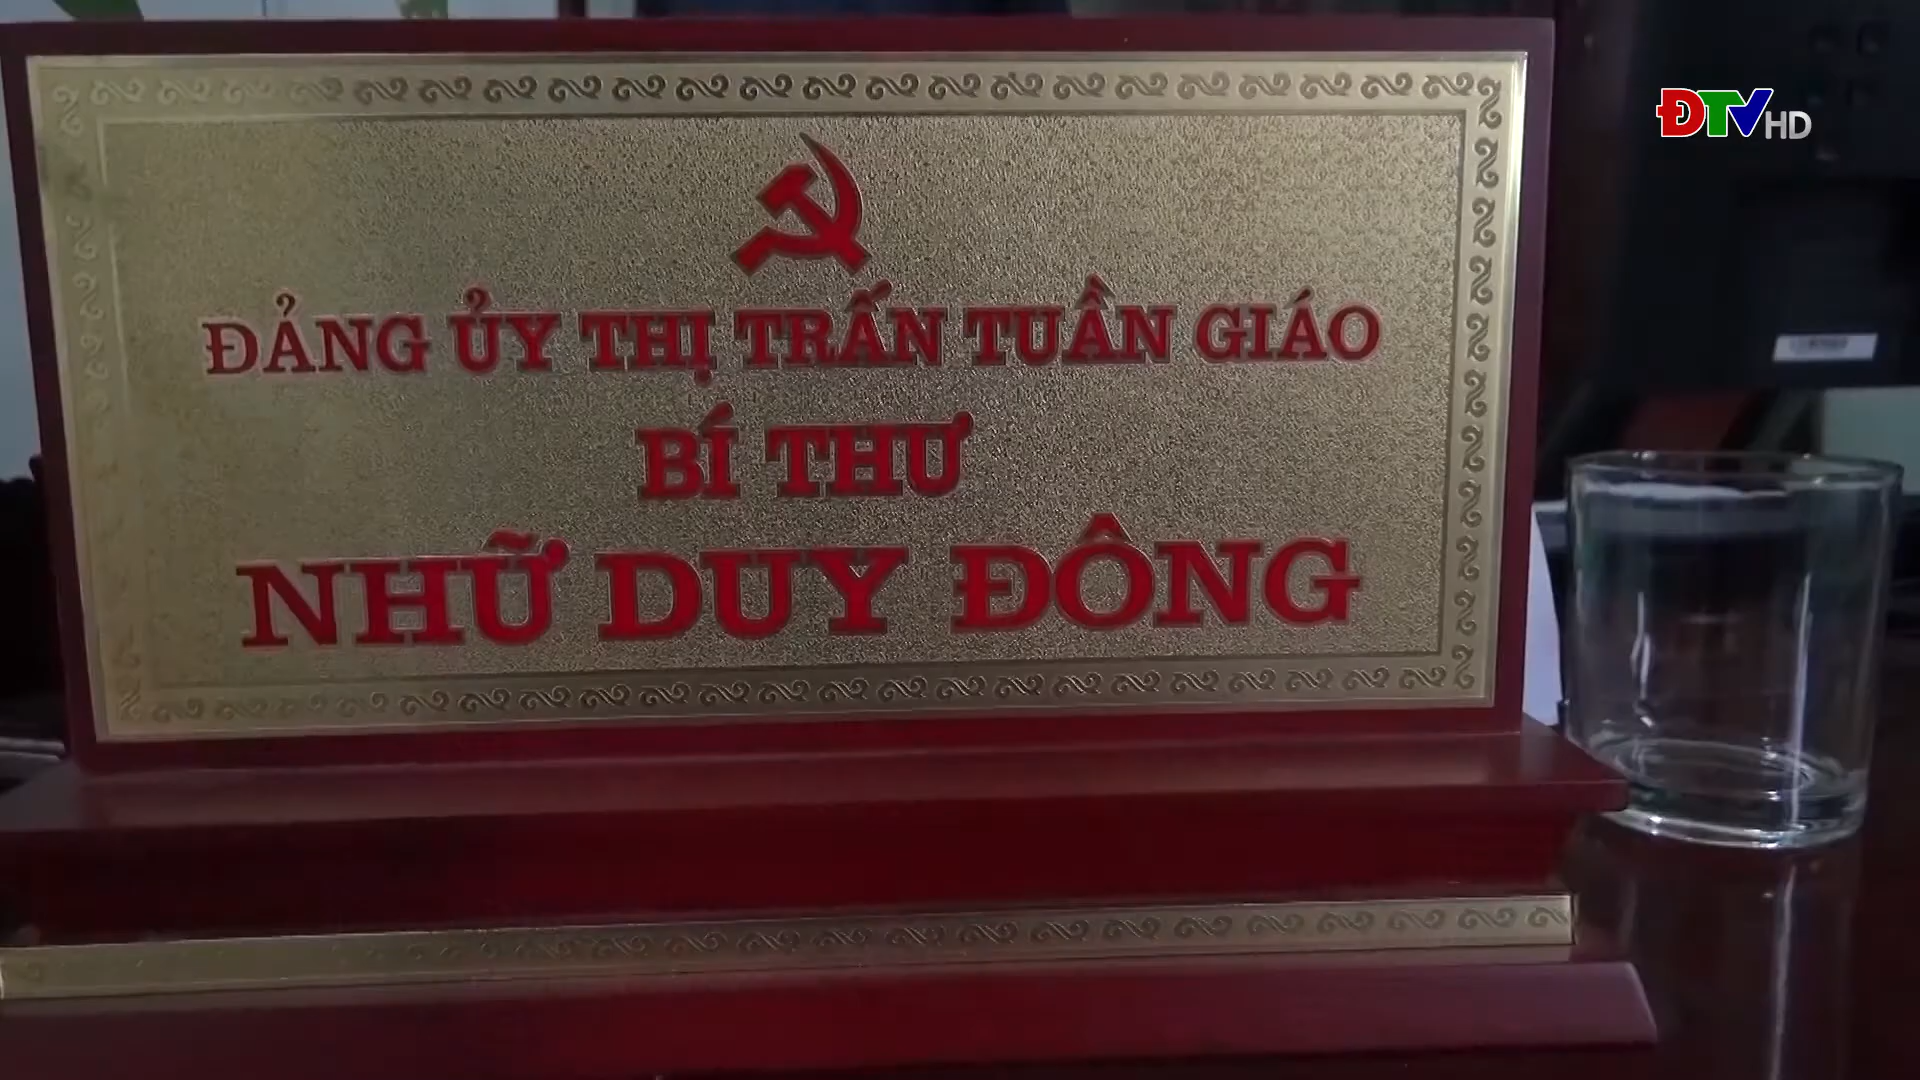 ĐTV HD
ĐẢNG ỦY THỊ TRẤN TUẦN GIÁO
BÍ THƯ
NHỮ DUY ĐÔNG